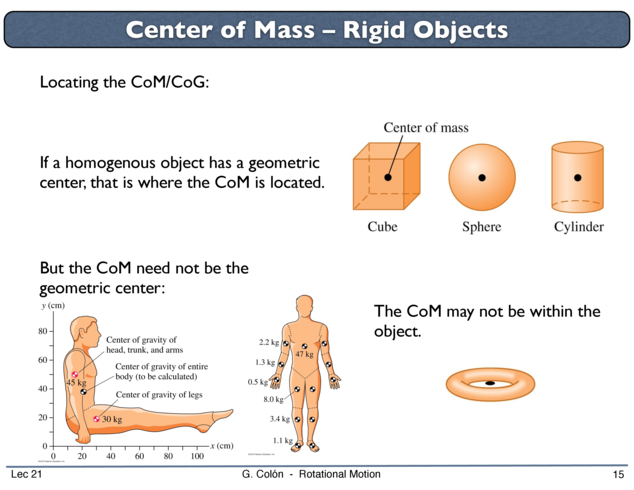 Center of Mass – Rigid Objects
Locating the CoM/CoG:
If a homogenous object has a geometric
center, that is where the CoM is located.
Center of mass
Cube
Sphere
Cylinder
But the CoM need not be the
geometric center:
The CoM may not be within the
object.
y (cm)
80
60
40
20
0
Center of gravity of
head, trunk, and arms
Center of gravity of entire
body (to be calculated)
Center of gravity of legs
45 kg
30 kg
0 20 40 60 80 100
x (cm)
2.2 kg
47 kg
1.3 kg
0.5 kg
8.0 kg
3.4 kg
1.1 kg
Lec 21
G. Colón - Rotational Motion
15